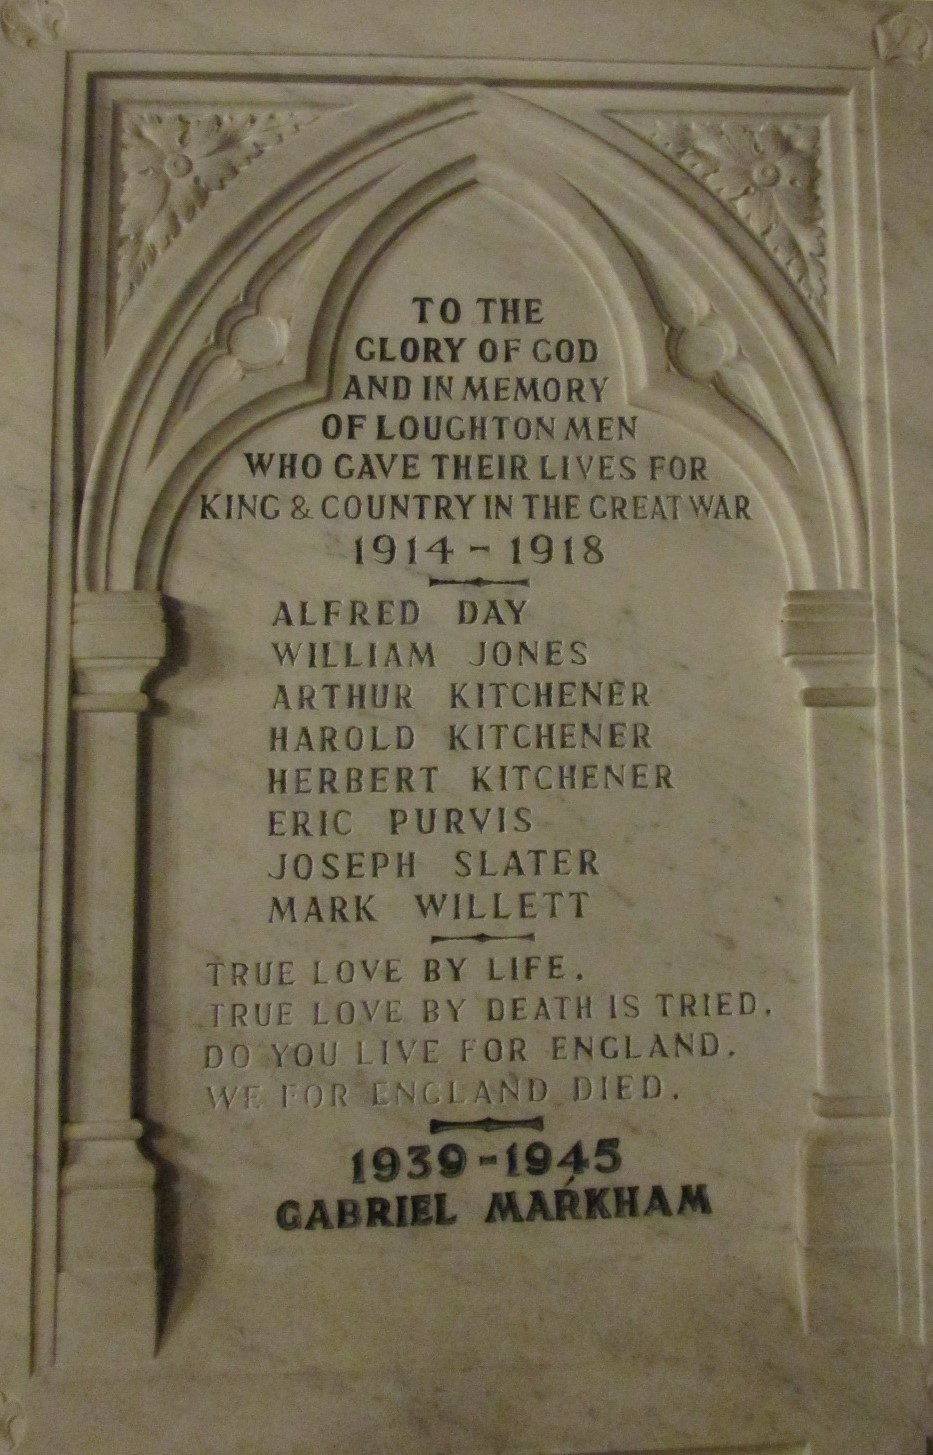 TO THE
GLORY OF GOD
AND IN MEMORY
OF LOUGHTON MEN
WHO GAVE THEIR LIVES FOR
KING & COUNTRY IN THE GREAT WAR
1914 - 1918
ALFRED DAY
WILLIAM JONES
ARTHUR KITCHENER
HAROLD KITCHENER
HERBERT KITCHENER
ERIC PURVIS
JOSEPH SLATER
MARK WILLETT
TRUE LOVE BY LIFE.
TRUE LOVE BY DEATH IS TRIED.
DO YOU LIVE FOR ENGLAND.
WE FOR ENGLAND DIED.
1939-1945
GABRIEL MARKHAM